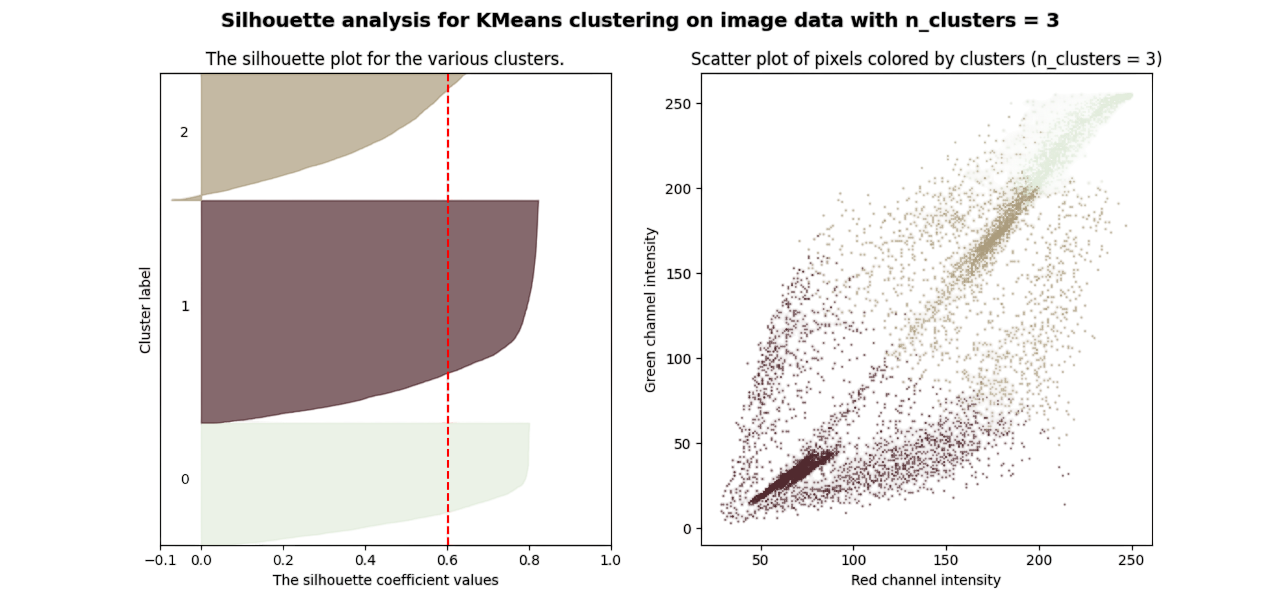 Silhouette analysis for KMeans clustering on image data with n_clusters = 3
The silhouette plot for the various clusters.
Cluster label
2
1
0
−0.1 0.0 0.2 0.4 0.6 0.8 1.0
The silhouette coefficient values
Scatter plot of pixels colored by clusters (n_clusters = 3)
Green channel intensity
250
200
150
100
50
0
50 100 150 200 250
Red channel intensity